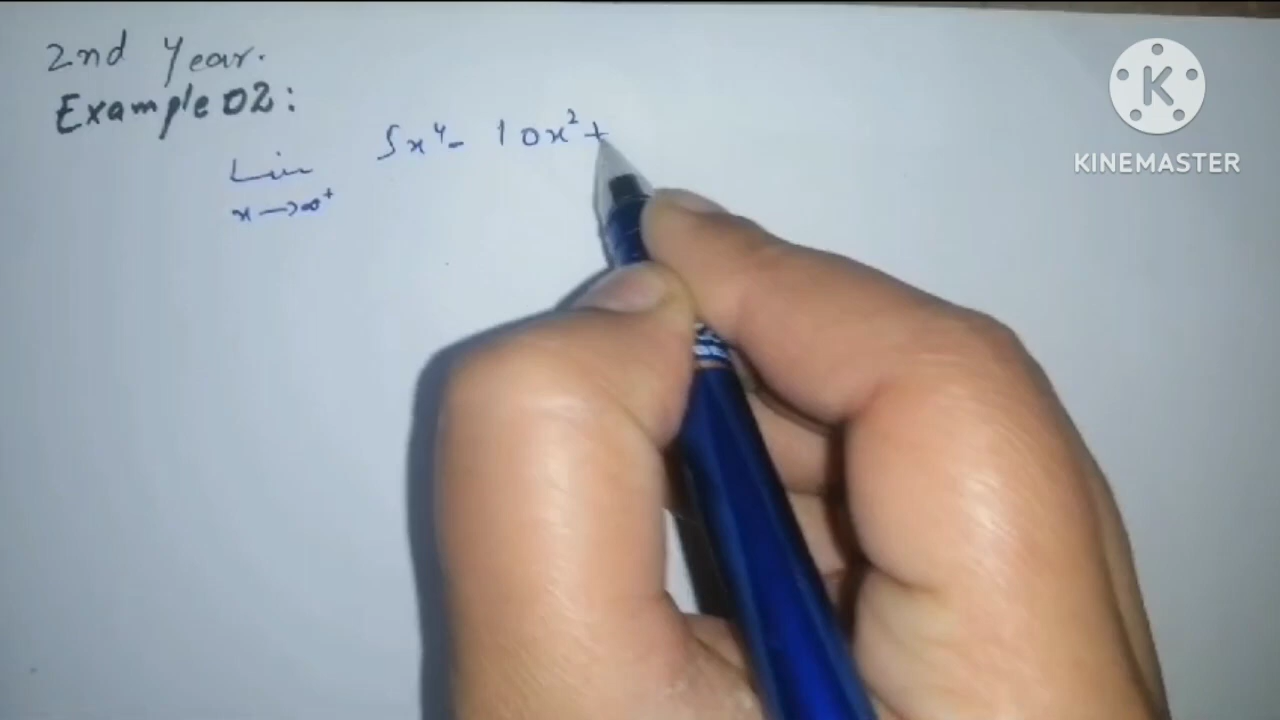 2nd Year.
Example 02:
Lim 5x⁴- 10x² +
x→∞⁺
KINEMASTER